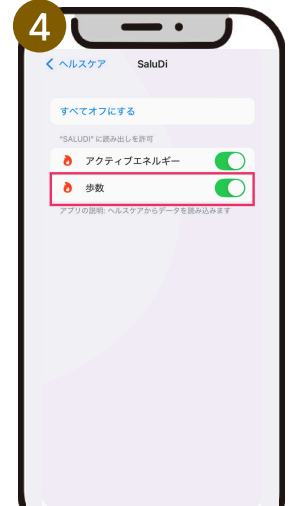 4
ヘルスケア SaluDi
すべてオフにする
"SALUDI" に読み出しを許可
アクティブエネルギー
歩数
アプリの説明: ヘルスケアからデータを読み込みます